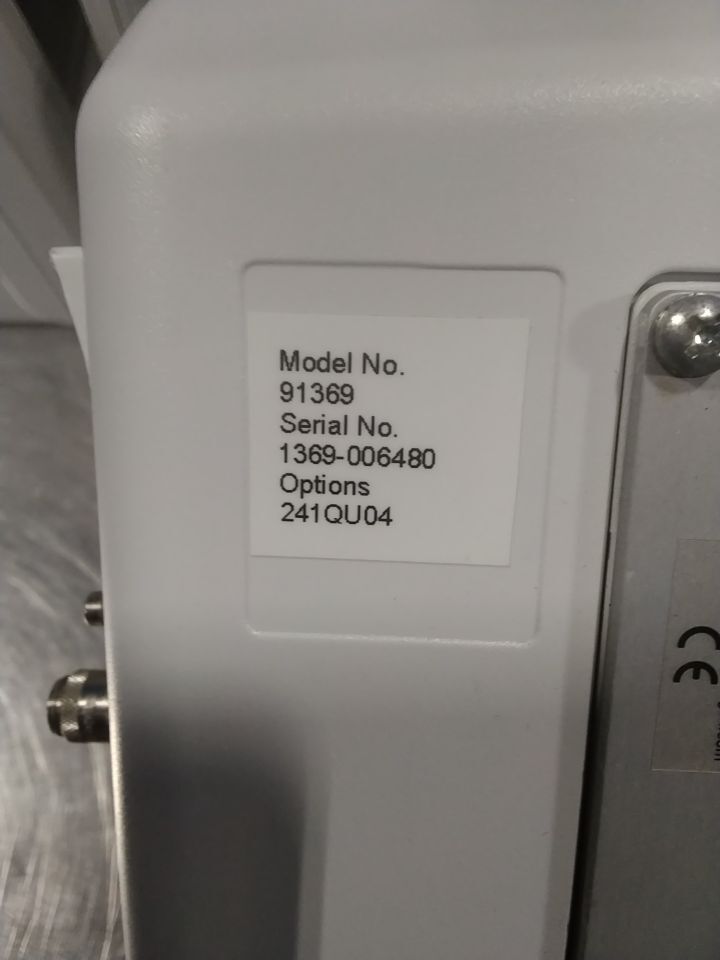 Model No.
91369
Serial No.
1369-006480
Options
241QU04
CE